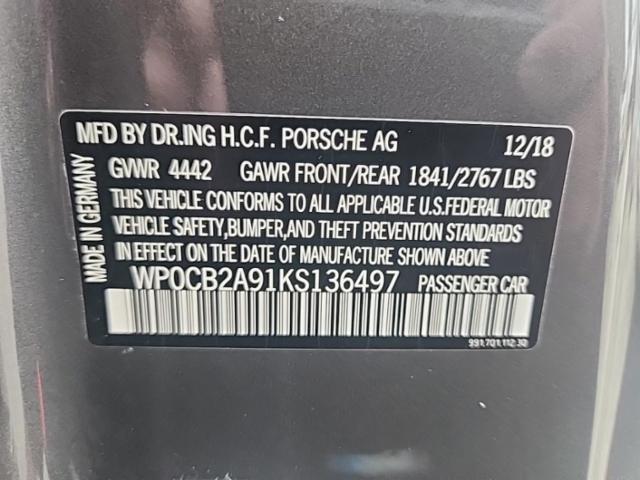 MFD BY DR.ING H.C.F. PORSCHE AG 12/18
GVWR 4442 GAWR FRONT/REAR 1841/2767 LBS
THIS VEHICLE CONFORMS TO ALL APPLICABLE U.S.FEDERAL MOTOR
VEHICLE SAFETY,BUMPER,AND THEFT PREVENTION STANDARDS
IN EFFECT ON THE DATE OF MANUFACTURE SHOWN ABOVE
WP0CB2A91KS136497 PASSENGER CAR
991.701.112.30
MADE IN GERMANY